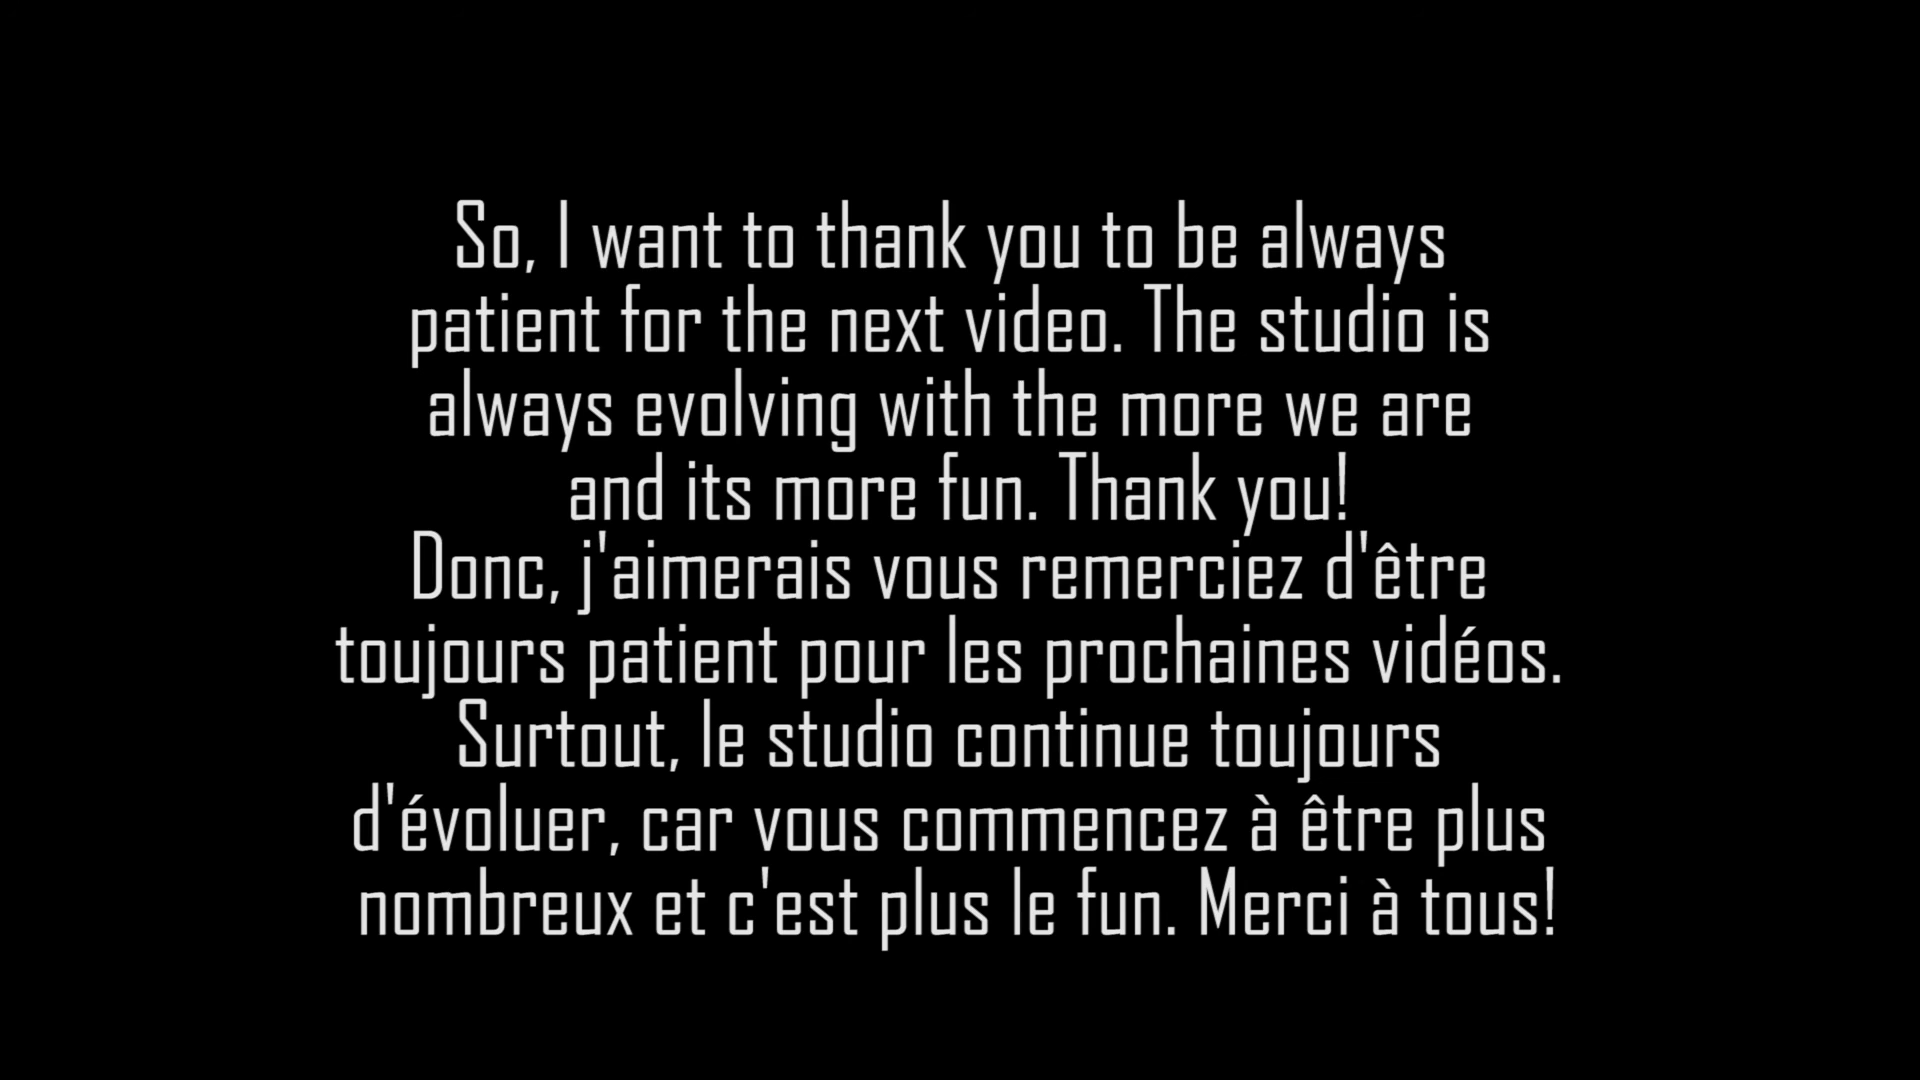 So, I want to thank you to be always
patient for the next video. The studio is
always evolving with the more we are
and its more fun. Thank you!
Donc, j'aimerais vous remerciez d'être
toujours patient pour les prochaines vidéos.
Surtout, le studio continue toujours
d'évoluer, car vous commencez à être plus
nombreux et c'est plus le fun. Merci à tous!